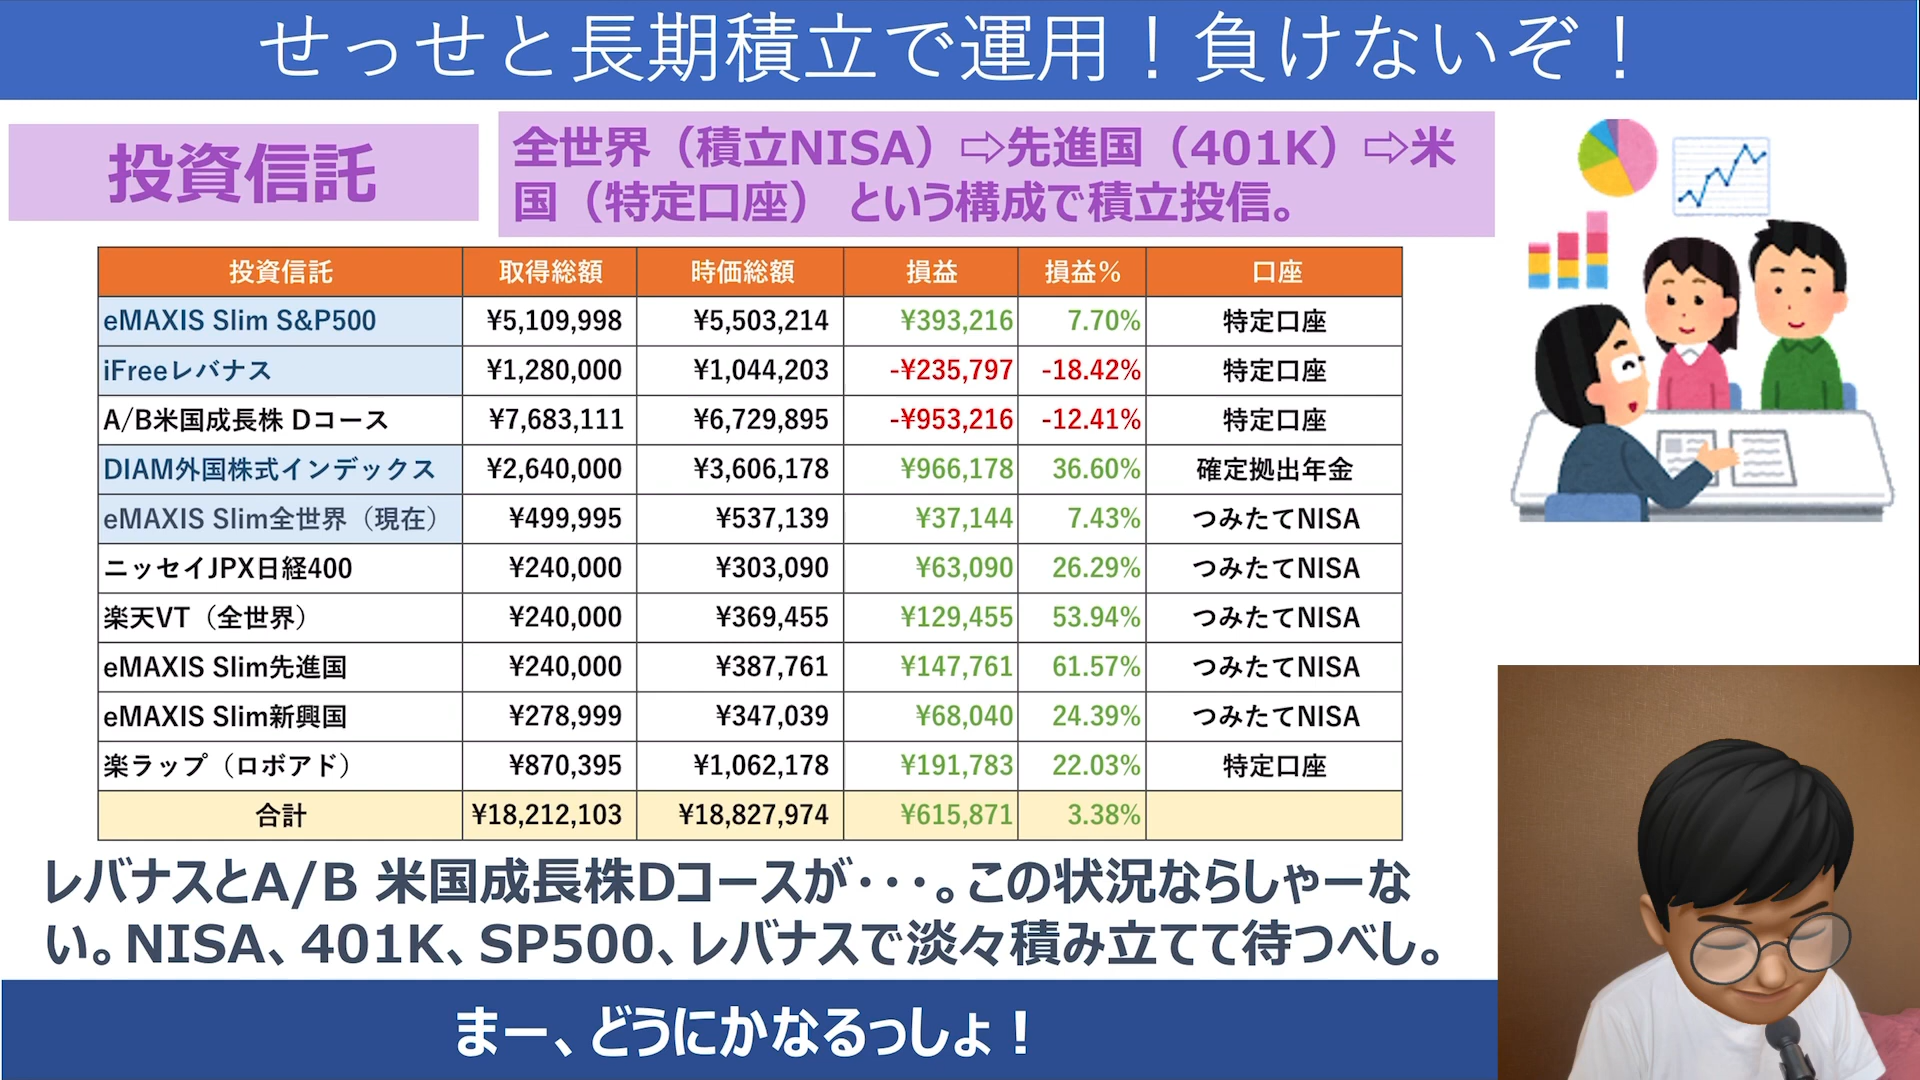 せっせと長期積立で運用！負けないぞ！
投資信託
全世界（積立NISA）⇨先進国（401K）⇨米
国（特定口座） という構成で積立投信。
投資信託 取得総額 時価総額 損益 損益% 口座
eMAXIS Slim S&P500 ¥5,109,998 ¥5,503,214 ¥393,216 7.70% 特定口座
iFreeレバナス ¥1,280,000 ¥1,044,203 -¥235,797 -18.42% 特定口座
A/B米国成長株 Dコース ¥7,683,111 ¥6,729,895 -¥953,216 -12.41% 特定口座
DIAM外国株式インデックス ¥2,640,000 ¥3,606,178 ¥966,178 36.60% 確定拠出年金
eMAXIS Slim全世界（現在） ¥499,995 ¥537,139 ¥37,144 7.43% つみたてNISA
ニッセイJPX日経400 ¥240,000 ¥303,090 ¥63,090 26.29% つみたてNISA
楽天VT（全世界） ¥240,000 ¥369,455 ¥129,455 53.94% つみたてNISA
eMAXIS Slim先進国 ¥240,000 ¥387,761 ¥147,761 61.57% つみたてNISA
eMAXIS Slim新興国 ¥278,999 ¥347,039 ¥68,040 24.39% つみたてNISA
楽ラップ（ロボアド） ¥870,395 ¥1,062,178 ¥191,783 22.03% 特定口座
合計 ¥18,212,103 ¥18,827,974 ¥615,871 3.38%
レバナスとA/B 米国成長株Dコースが･･･。この状況ならしゃーな
い。NISA、401K、SP500、レバナスで淡々積み立てて待つべし。
まー、どうにかなるっしょ！